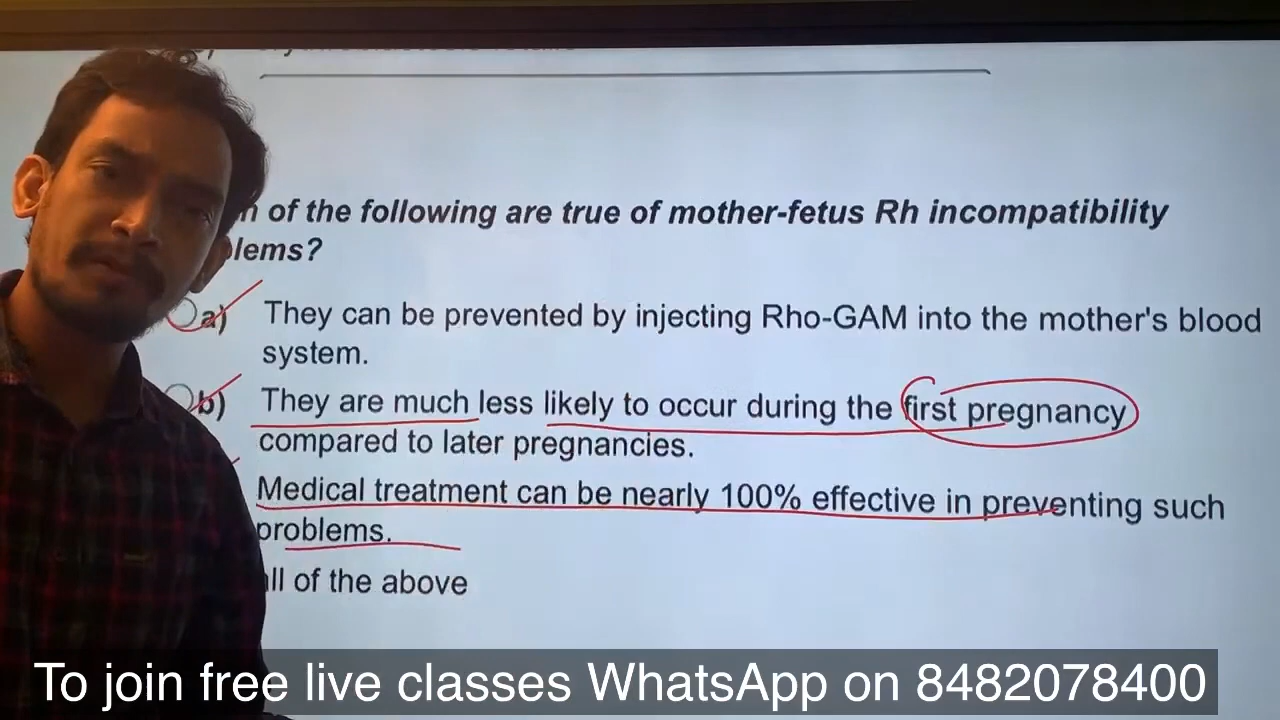 of the following are true of mother-fetus Rh incompatibility
lems?
a) They can be prevented by injecting Rho-GAM into the mother's blood
system.
b) They are much less likely to occur during the first pregnancy
compared to later pregnancies.
Medical treatment can be nearly 100% effective in preventing such
problems.
all of the above
To join free live classes WhatsApp on 8482078400